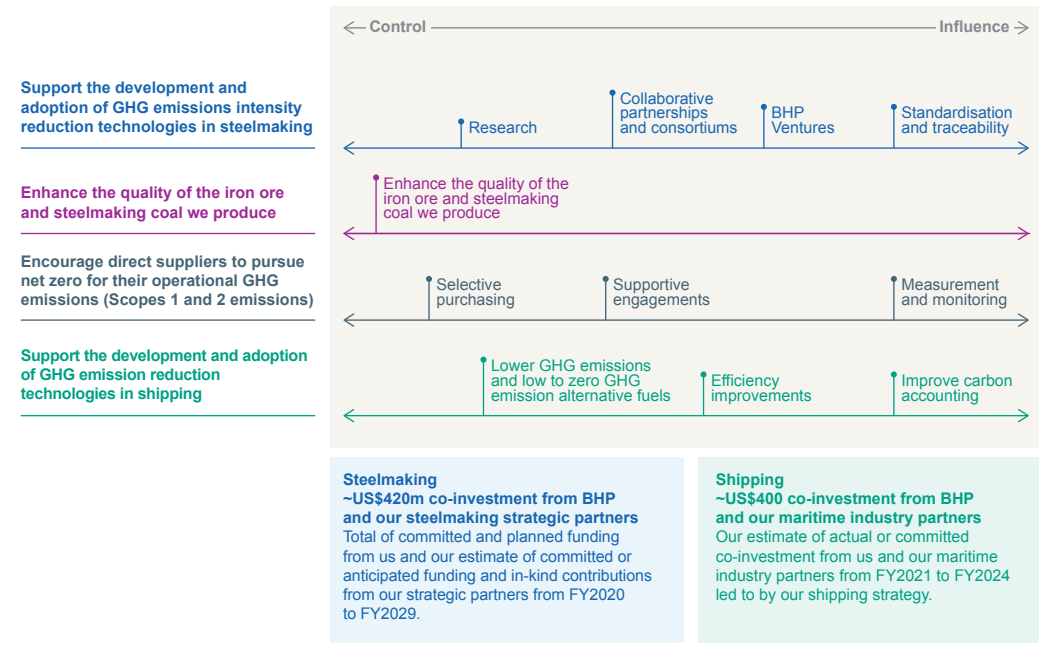 Control
Influence
Support the development and
adoption of GHG emissions intensity
reduction technologies in steelmaking
Research
Collaborative
partnerships
and consortiums
BHP
Ventures
Standardisation
and traceability
Enhance the quality of the iron ore
and steelmaking coal we produce
Enhance the quality of the
iron ore and steelmaking
coal we produce
Encourage direct suppliers to pursue
net zero for their operational GHG
emissions (Scopes 1 and 2 emissions)
Selective
purchasing
Supportive
engagements
Measurement
and monitoring
Support the development and adoption
of GHG emission reduction
technologies in shipping
Lower GHG emissions
and low to zero GHG
emission alternative fuels
Efficiency
improvements
Improve carbon
accounting
Steelmaking
~US$420m co-investment from BHP
and our steelmaking strategic partners
Total of committed and planned funding
from us and our estimate of committed or
anticipated funding and in-kind contributions
from our strategic partners from FY2020
to FY2029.
Shipping
~US$400 co-investment from BHP
and our maritime industry partners
Our estimate of actual or committed
co-investment from us and our maritime
industry partners from FY2021 to FY2024
led to by our shipping strategy.